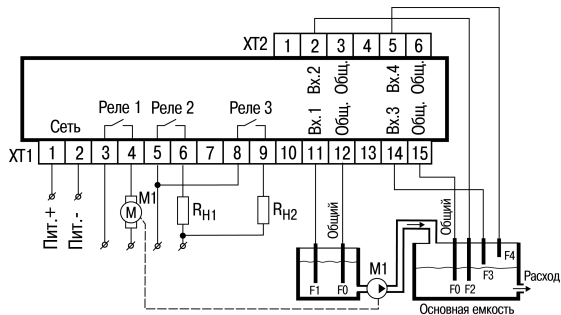 XT2
1 2 3 4 5 6
Вх.2 Общ. Вх.4 Общ.
Реле 1 Реле 2 Реле 3
Вх.1 Общ. Вх.3 Общ.
Сеть
XT1
1 2 3 4 5 6 7 8 9 10 11 12 13 14 15
Пит.+
Пит.-
M1
M
RН1
RН2
Общий
Общий
M1
F1 F0
F0 F2 F3 F4
Расход
Основная емкость